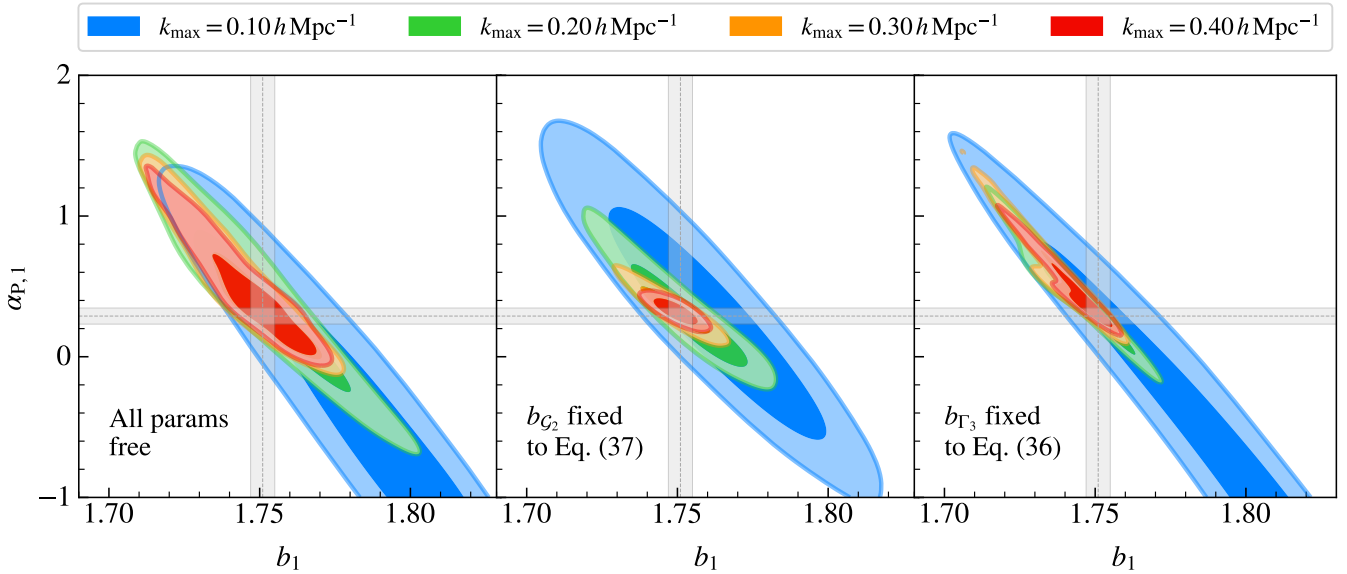 k_max = 0.10 h Mpc⁻¹ k_max = 0.20 h Mpc⁻¹ k_max = 0.30 h Mpc⁻¹ k_max = 0.40 h Mpc⁻¹
2
1
0
−1
α_P,1
All params
free
b_𝒢₂ fixed
to Eq. (37)
b_Γ₃ fixed
to Eq. (36)
1.70 1.75 1.80 1.70 1.75 1.80 1.70 1.75 1.80
b₁ b₁ b₁